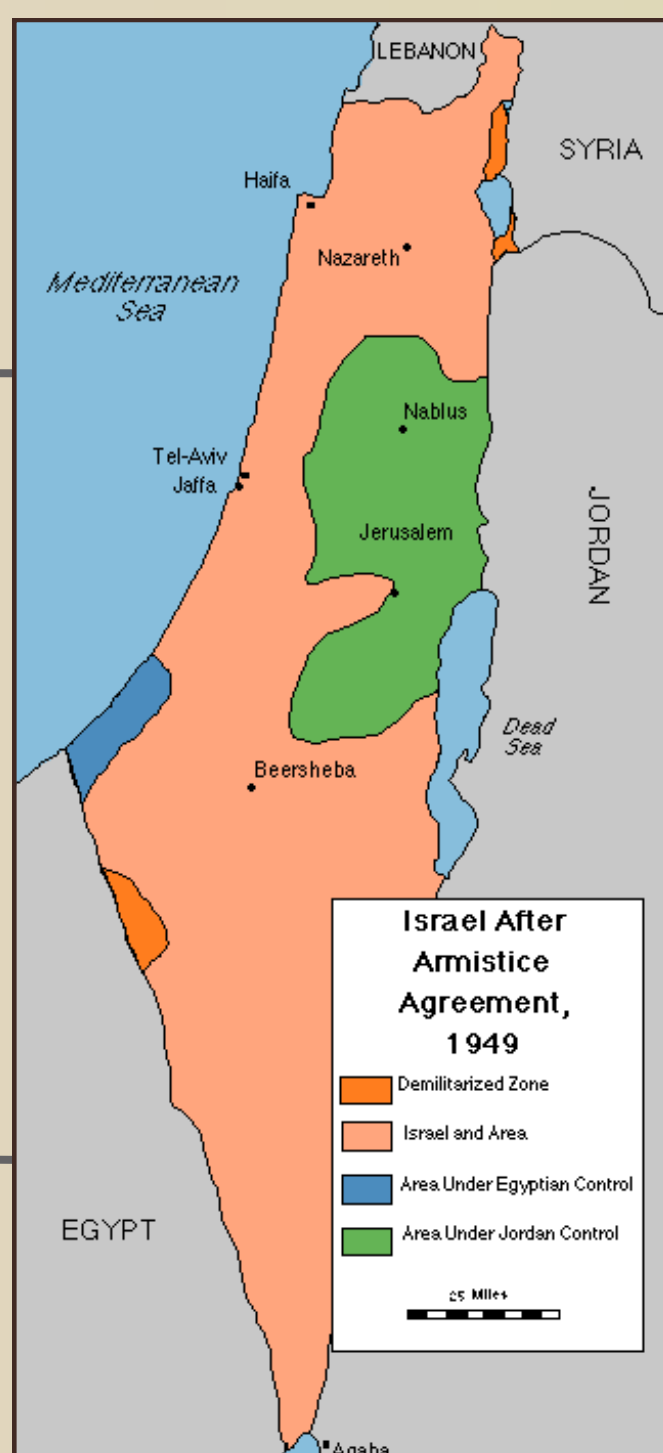 LEBANON
SYRIA
Haifa
Nazareth
Mediterranean
Sea
Nablus
Tel-Aviv
Jaffa
Jerusalem
JORDAN
Dead
Sea
Beersheba
Israel After
Armistice
Agreement,
1949
Demilitarized Zone
Israel and Area
Area Under Egyptian Control
Area Under Jordan Control
25 Miles
EGYPT
Aqaba